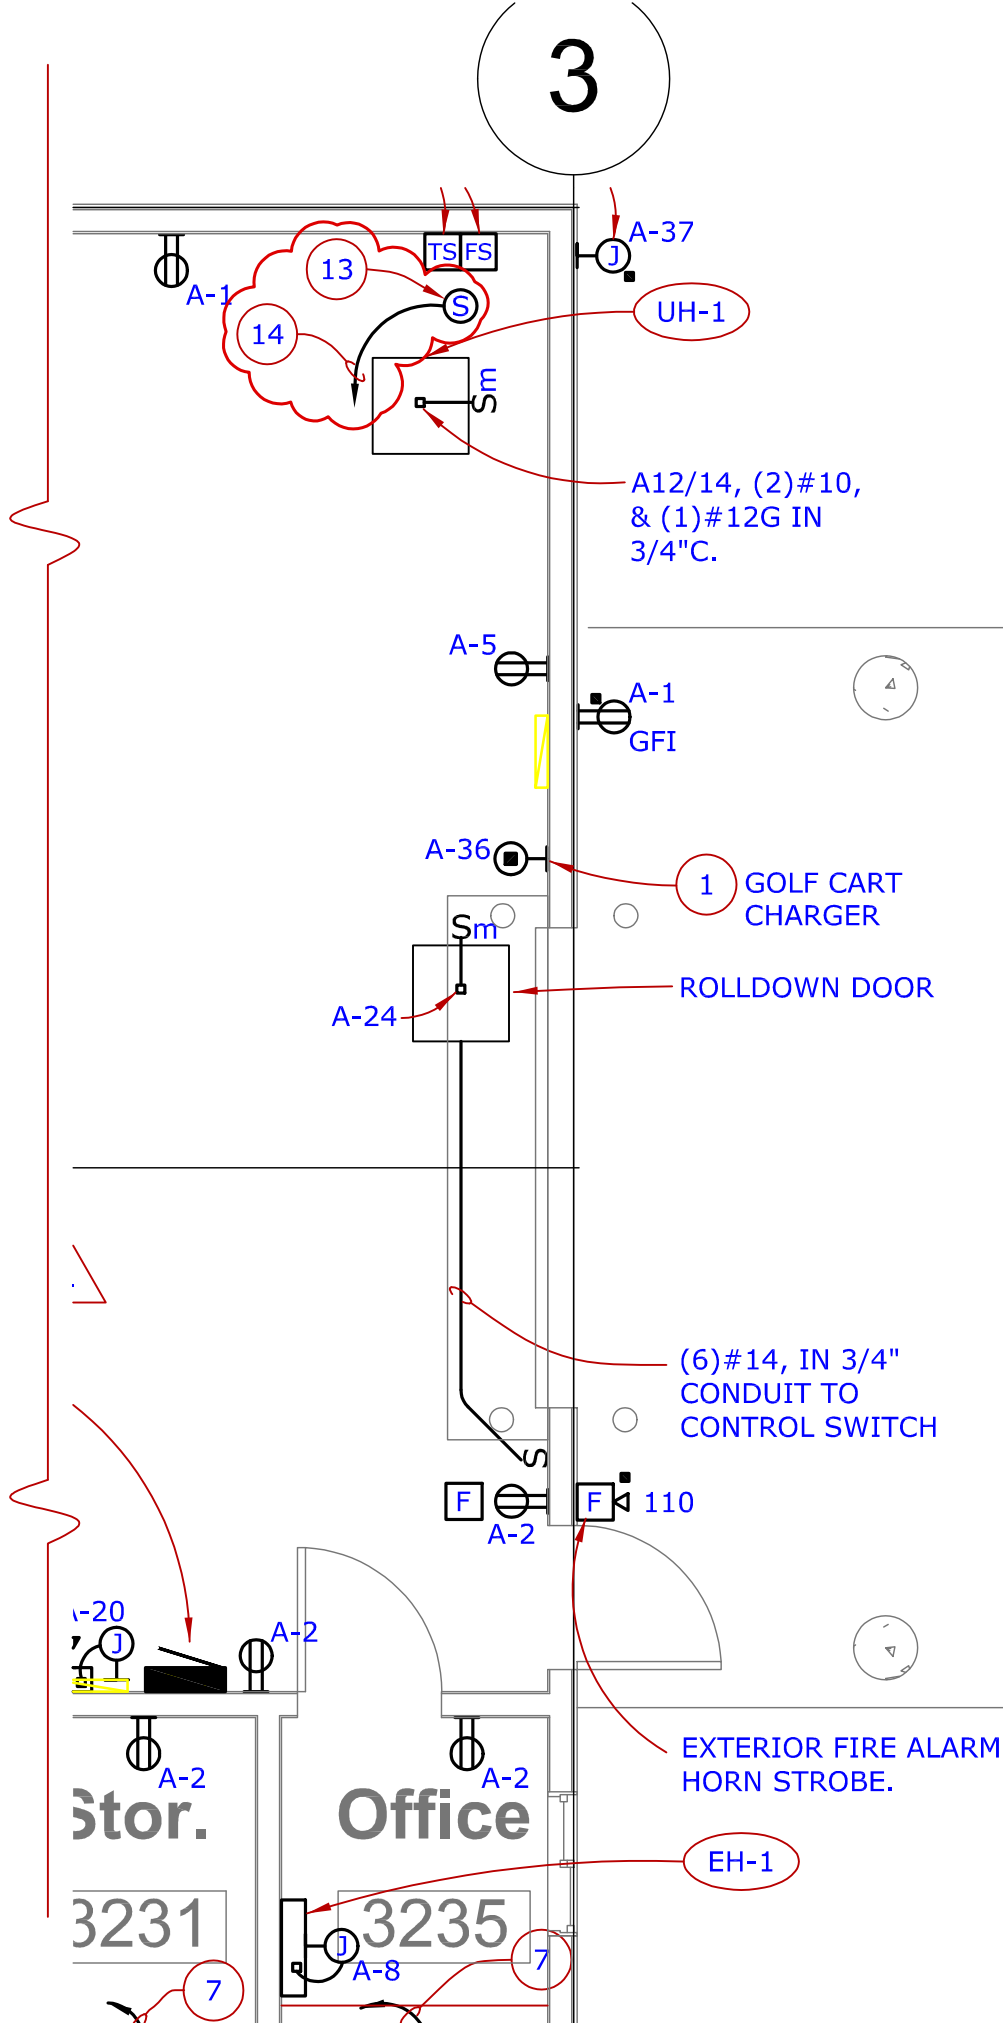 3
TS FS
J
A-37
13
A-1
S
UH-1
14
Sm
A12/14, (2)#10,
& (1)#12G IN
3/4"C.
A-5
A-1
GFI
A-36
1
GOLF CART
CHARGER
Sm
ROLLDOWN DOOR
A-24
(6)#14, IN 3/4"
CONDUIT TO
CONTROL SWITCH
S
F
F
110
A-2
-20
A-2
J
EXTERIOR FIRE ALARM
HORN STROBE.
A-2
A-2
Stor.
Office
EH-1
3231
3235
J
7
A-8
7